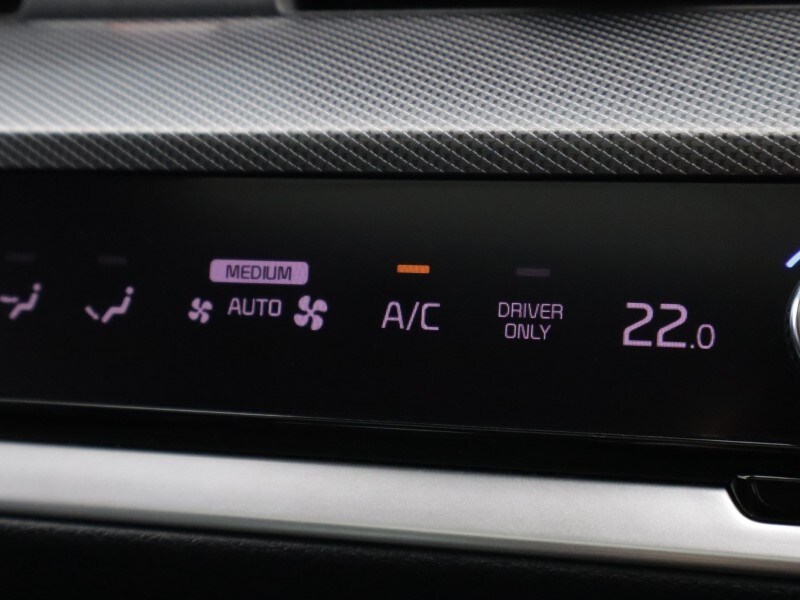 MEDIUM
AUTO
A/C
DRIVER
ONLY
22.0